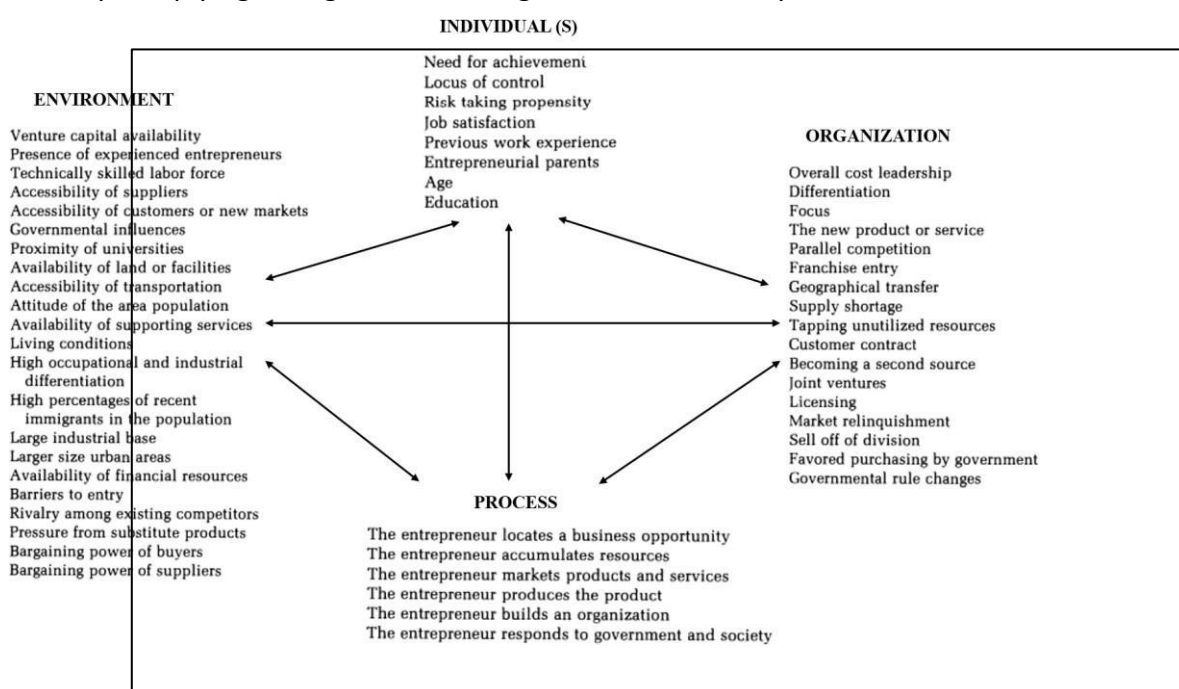 INDIVIDUAL (S)
Need for achievement
Locus of control
Risk taking propensity
Job satisfaction
Previous work experience
Entrepreneurial parents
Age
Education
ENVIRONMENT
Venture capital availability
Presence of experienced entrepreneurs
Technically skilled labor force
Accessibility of suppliers
Accessibility of customers or new markets
Governmental influences
Proximity of universities
Availability of land or facilities
Accessibility of transportation
Attitude of the area population
Availability of supporting services
Living conditions
High occupational and industrial
differentiation
High percentages of recent
immigrants in the population
Large industrial base
Larger size urban areas
Availability of financial resources
Barriers to entry
Rivalry among existing competitors
Pressure from substitute products
Bargaining power of buyers
Bargaining power of suppliers
ORGANIZATION
Overall cost leadership
Differentiation
Focus
The new product or service
Parallel competition
Franchise entry
Geographical transfer
Supply shortage
Tapping unutilized resources
Customer contract
Becoming a second source
Joint ventures
Licensing
Market relinquishment
Sell off of division
Favored purchasing by government
Governmental rule changes
PROCESS
The entrepreneur locates a business opportunity
The entrepreneur accumulates resources
The entrepreneur markets products and services
The entrepreneur produces the product
The entrepreneur builds an organization
The entrepreneur responds to government and society